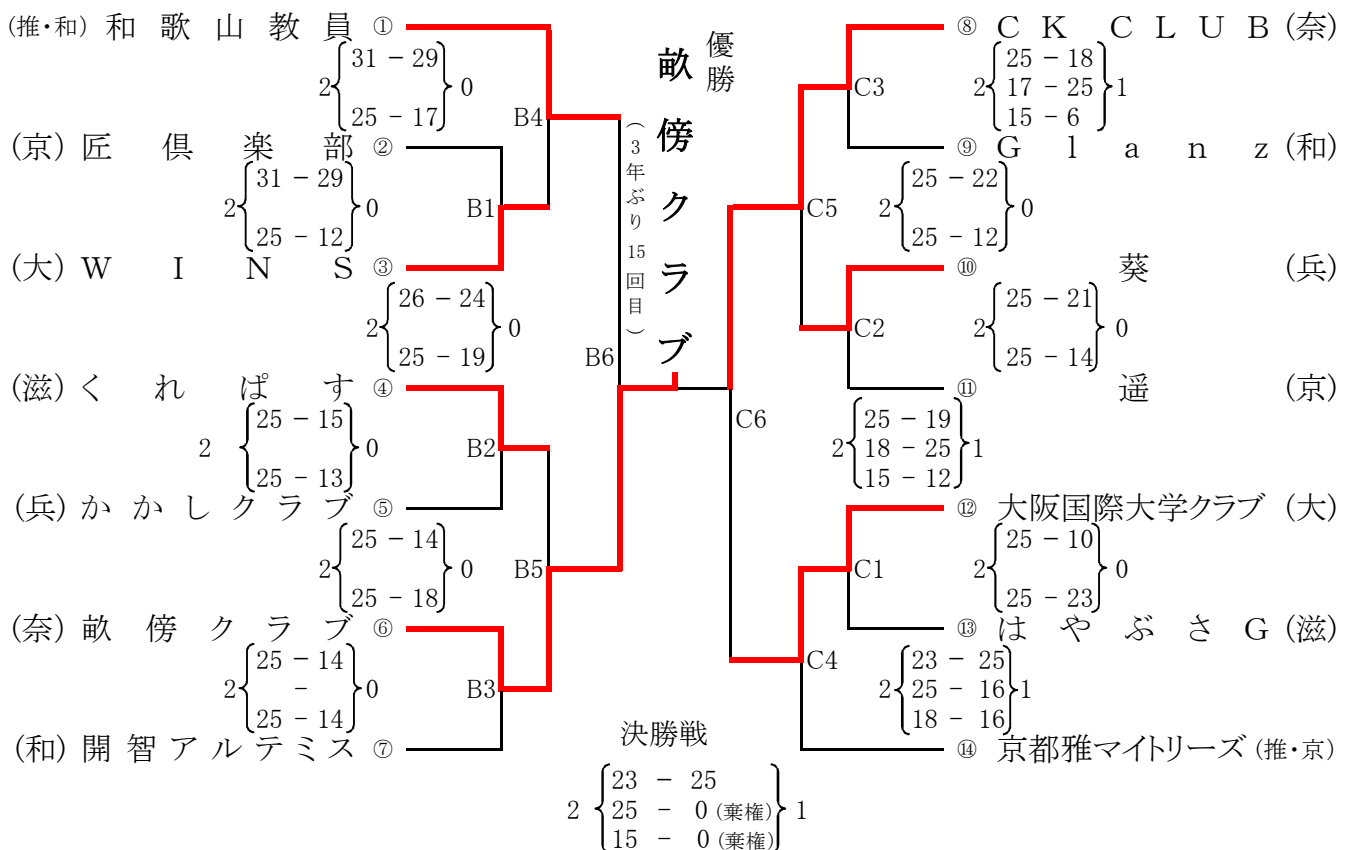 (推・和) 和歌山教員 ①
31 - 29
2 0
25 - 17
B4
(京) 匠倶楽部 ②
31 - 29
2 0
25 - 12
B1
(大) WINS ③
26 - 24
2 0
25 - 19
B6
(滋) くれぱす ④
25 - 15
2 0
25 - 13
B2
(兵) かかしクラブ ⑤
25 - 14
2 0
25 - 18
B5
(奈) 畝傍クラブ ⑥
25 - 14
2 - 0
25 - 14
B3
(和) 開智アルテミス ⑦
優勝
畝傍クラブ
(3年ぶり15回目)
⑧ CK CLUB (奈)
25 - 18
2 17 - 25 1
15 - 6
C3
⑨ Glanz (和)
25 - 22
2 0
25 - 12
C5
⑩ 葵 (兵)
25 - 21
2 0
25 - 14
C2
⑪ 遥 (京)
C6
25 - 19
2 18 - 25 1
15 - 12
⑫ 大阪国際大学クラブ (大)
25 - 10
2 0
25 - 23
C1
⑬ はやぶさG (滋)
23 - 25
2 25 - 16 1
18 - 16
C4
⑭ 京都雅マイトリーズ (推・京)
決勝戦
23 - 25
2 25 - 0 (棄権) 1
15 - 0 (棄権)